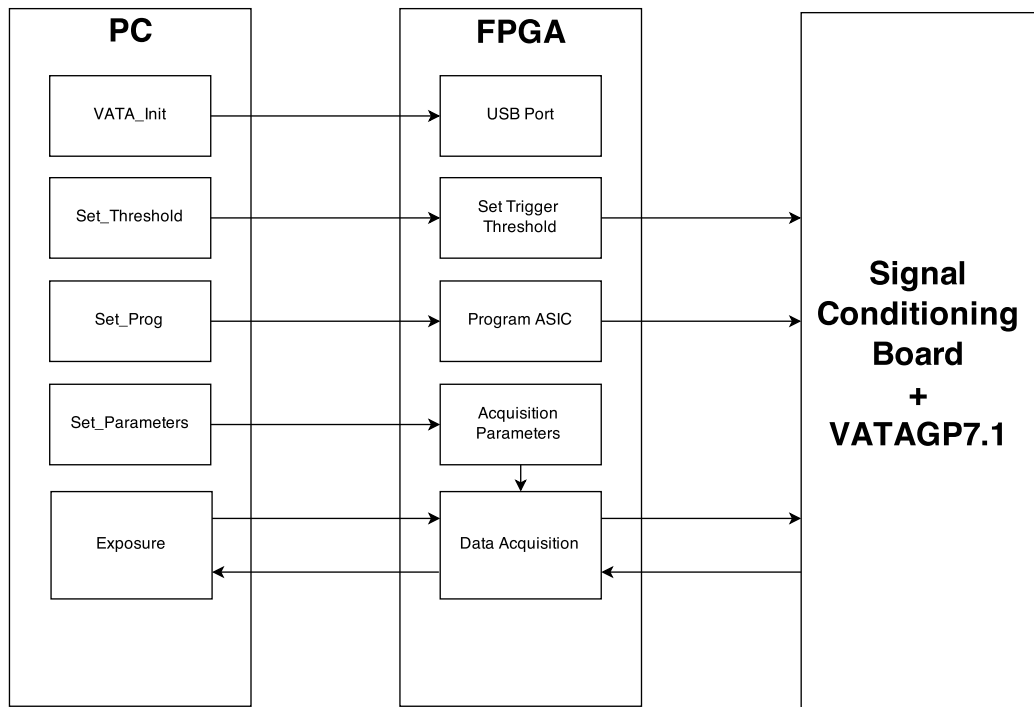 PC
VATA_Init
Set_Threshold
Set_Prog
Set_Parameters
Exposure
FPGA
USB Port
Set Trigger
Threshold
Program ASIC
Acquisition
Parameters
Data Acquisition
Signal
Conditioning
Board
+
VATAGP7.1